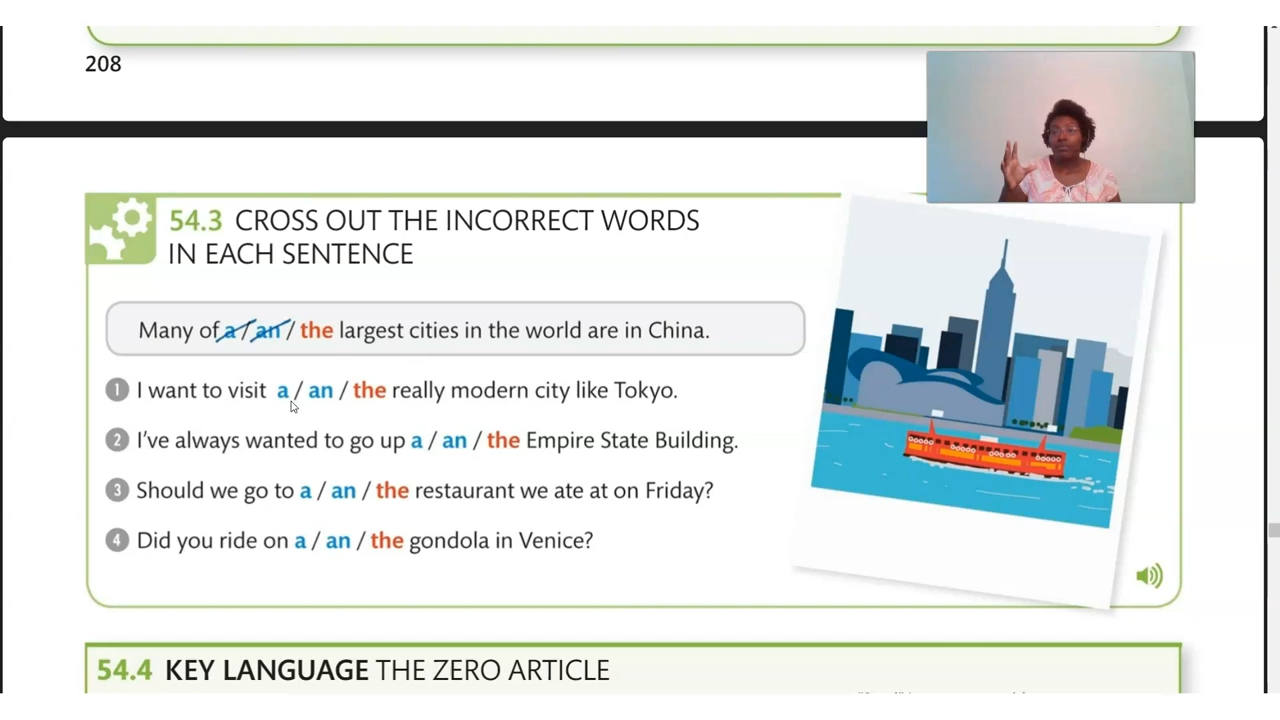 208
54.3 CROSS OUT THE INCORRECT WORDS
IN EACH SENTENCE
Many of a / an / the largest cities in the world are in China.
1 I want to visit a / an / the really modern city like Tokyo.
2 I've always wanted to go up a / an / the Empire State Building.
3 Should we go to a / an / the restaurant we ate at on Friday?
4 Did you ride on a / an / the gondola in Venice?
54.4 KEY LANGUAGE THE ZERO ARTICLE